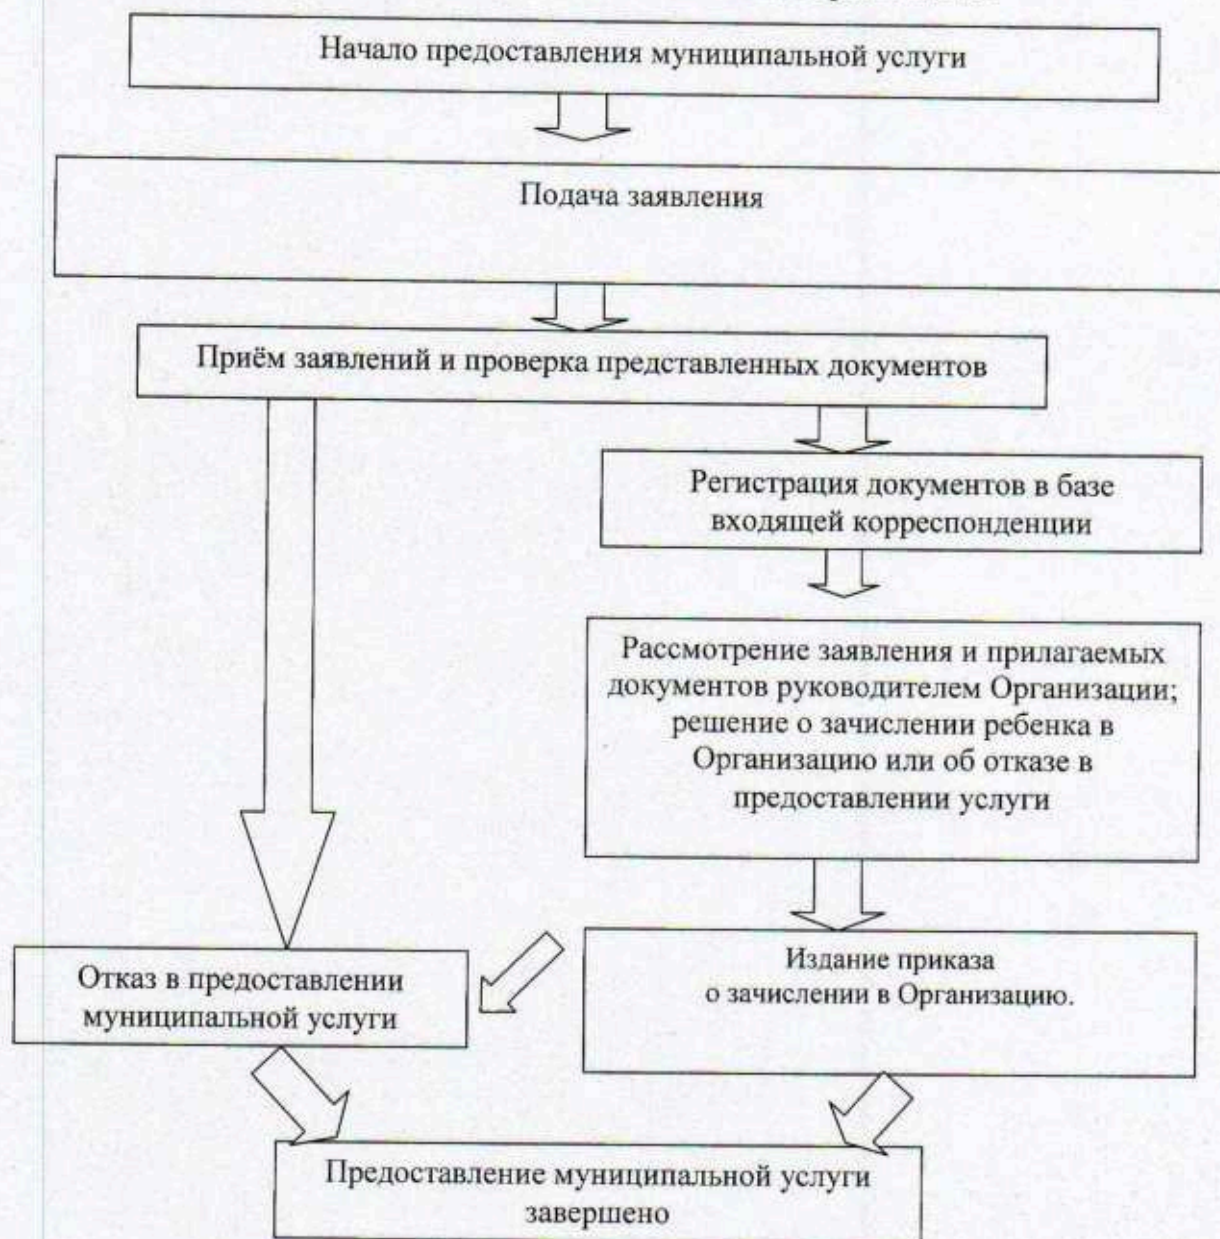 Начало предоставления муниципальной услуги
Подача заявления
Приём заявлений и проверка представленных документов
Регистрация документов в базе
входящей корреспонденции
Рассмотрение заявления и прилагаемых
документов руководителем Организации;
решение о зачислении ребенка в
Организацию или об отказе в
предоставлении услуги
Отказ в предоставлении
муниципальной услуги
Издание приказа
о зачислении в Организацию.
Предоставление муниципальной услуги
завершено